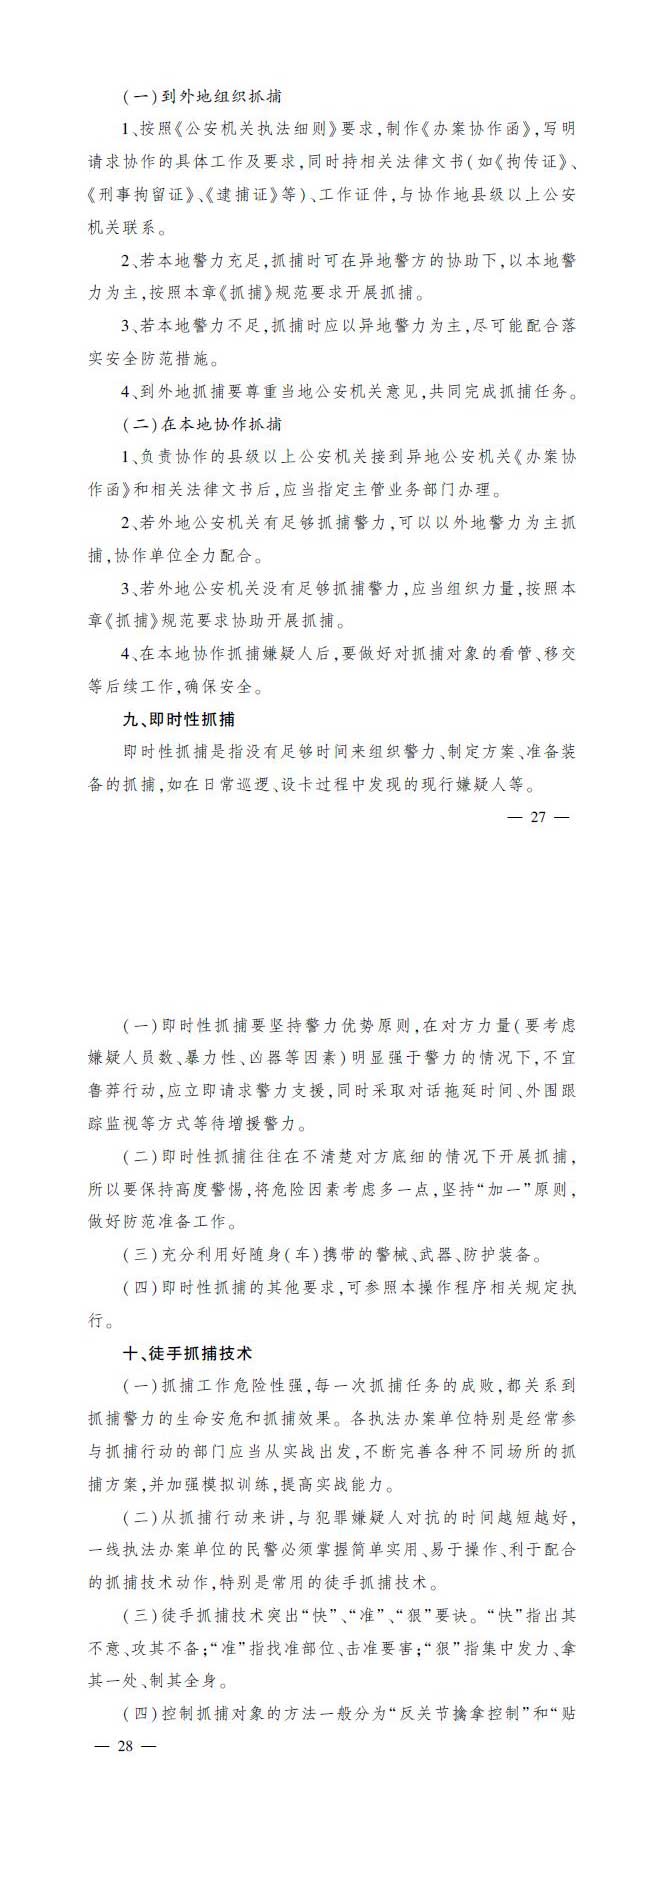 (一)到外地组织抓捕
1、按照《公安机关执法细则》要求,制作《办案协作函》,写明
请求协作的具体工作及要求,同时持相关法律文书(如《拘传证》、
《刑事拘留证》、《逮捕证》等)、工作证件,与协作地县级以上公安
机关联系。
2、若本地警力充足,抓捕时可在异地警方的协助下,以本地警
力为主,按照本章《抓捕》规范要求开展抓捕。
3、若本地警力不足,抓捕时应以异地警力为主,尽可能配合落
实安全防范措施。
4、到外地抓捕要尊重当地公安机关意见,共同完成抓捕任务。
(二)在本地协作抓捕
1、负责协作的县级以上公安机关接到异地公安机关《办案协
作函》和相关法律文书后,应当指定主管业务部门办理。
2、若外地公安机关有足够抓捕警力,可以以外地警力为主抓
捕,协作单位全力配合。
3、若外地公安机关没有足够抓捕警力,应当组织力量,按照本
章《抓捕》规范要求协助开展抓捕。
4、在本地协作抓捕嫌疑人后,要做好对抓捕对象的看管、移交
等后续工作,确保安全。
九、即时性抓捕
即时性抓捕是指没有足够时间来组织警力、制定方案、准备装
备的抓捕,如在日常巡逻、设卡过程中发现的现行嫌疑人等。
— 27 —
(一)即时性抓捕要坚持警力优势原则,在对方力量(要考虑
嫌疑人员数、暴力性、凶器等因素)明显强于警力的情况下,不宜
鲁莽行动,应立即请求警力支援,同时采取对话拖延时间、外围跟
踪监视等方式等待增援警力。
(二)即时性抓捕往往在不清楚对方底细的情况下开展抓捕,
所以要保持高度警惕,将危险因素考虑多一点,坚持“加一”原则,
做好防范准备工作。
(三)充分利用好随身(车)携带的警械、武器、防护装备。
(四)即时性抓捕的其他要求,可参照本操作程序相关规定执
行。
十、徒手抓捕技术
(一)抓捕工作危险性强,每一次抓捕任务的成败,都关系到
抓捕警力的生命安危和抓捕效果。各执法办案单位特别是经常参
与抓捕行动的部门应当从实战出发,不断完善各种不同场所的抓
捕方案,并加强模拟训练,提高实战能力。
(二)从抓捕行动来讲,与犯罪嫌疑人对抗的时间越短越好,
一线执法办案单位的民警必须掌握简单实用、易于操作、利于配合
的抓捕技术动作,特别是常用的徒手抓捕技术。
(三)徒手抓捕技术突出“快”、“准”、“狠”要诀。“快”指出其
不意、攻其不备;“准”指找准部位、击准要害;“狠”指集中发力、拿
其一处、制其全身。
(四)控制抓捕对象的方法一般分为“反关节擒拿控制”和“贴
— 28 —